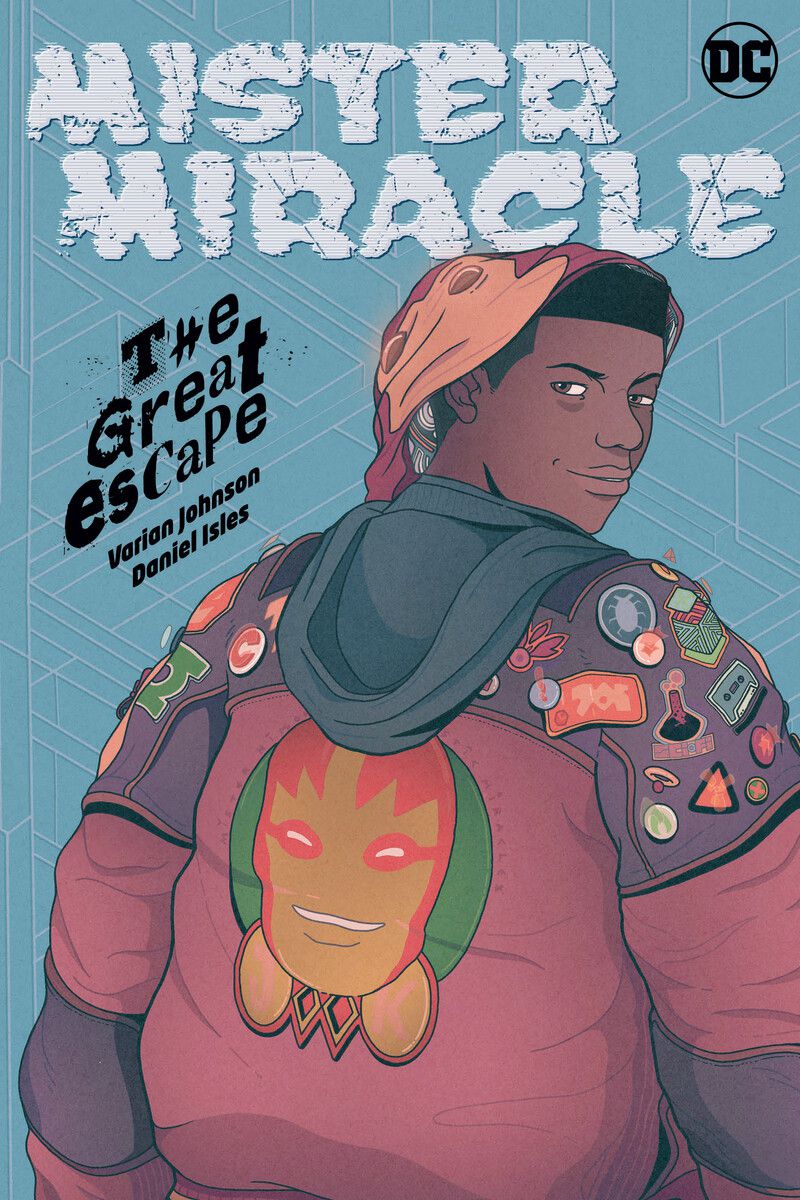 MISTER
MIRACLE
DC
The
Great
escape
Varian Johnson
Daniel Isles
J K